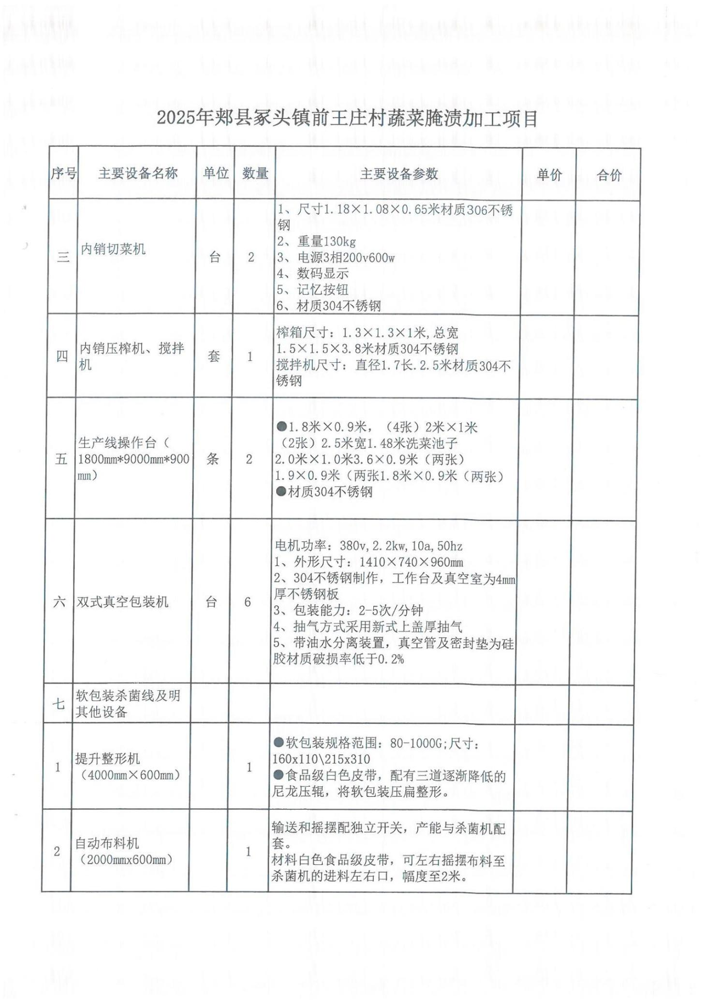 2025年郏县冢头镇前王庄村蔬菜腌渍加工项目
序号 主要设备名称 单位 数量 主要设备参数 单价 合价
三 内销切菜机 台 2
1、尺寸1.18×1.08×0.65米材质306不锈
钢
2、重量130kg
3、电源3相200v600w
4、数码显示
5、记忆按钮
6、材质304不锈钢
四 内销压榨机、搅拌
机
套 1
榨箱尺寸：1.3×1.3×1米,总宽
1.5×1.5×3.8米材质304不锈钢
搅拌机尺寸：直径1.7长.2.5米材质304不
锈钢
五 生产线操作台（
1800mm*9000mm*900
mm）
条 2
●1.8米×0.9米，（4张）2米×1米
（2张）2.5米宽1.48米洗菜池子
2.0米×1.0米3.6×0.9米（两张）
1.9×0.9米（两张1.8米×0.9米（两张）
●材质304不锈钢
六 双式真空包装机 台 6
电机功率：380v,2.2kw,10a,50hz
1、外形尺寸：1410×740×960mm
2、304不锈钢制作，工作台及真空室为4mm
厚不锈钢板
3、包装能力：2-5次/分钟
4、抽气方式采用新式上盖厚抽气
5、带油水分离装置，真空管及密封垫为硅
胶材质破损率低于0.2%
七 软包装杀菌线及明
其他设备
1 提升整形机
（4000mm×600mm）
1
●软包装规格范围：80-1000G;尺寸：
160x110\215x310
●食品级白色皮带，配有三道逐渐降低的
尼龙压辊，将软包装压扁整形。
2 自动布料机
（2000mmx600mm）
1
输送和摇摆配独立开关，产能与杀菌机配
套。
材料白色食品级皮带，可左右摇摆布料至
杀菌机的进料左右口，幅度至2米。